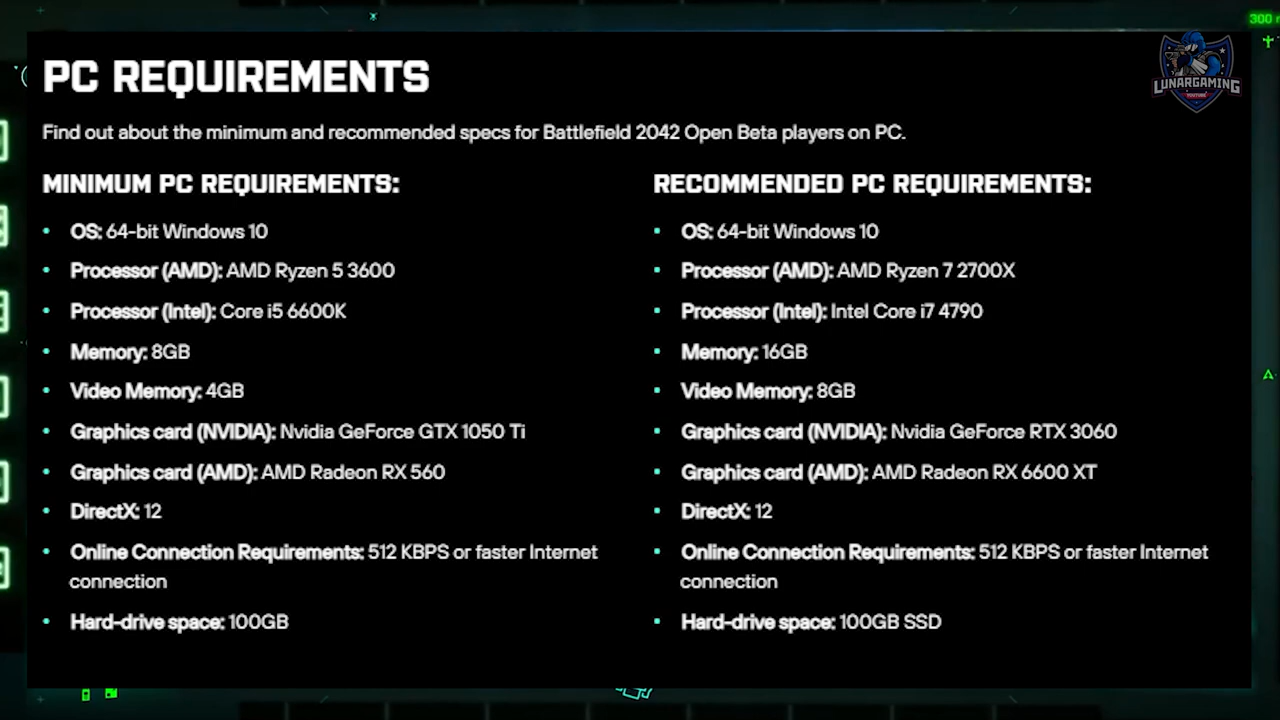 300
LUNARGAMING
YOUTUBE
PC REQUIREMENTS
Find out about the minimum and recommended specs for Battlefield 2042 Open Beta players on PC.
MINIMUM PC REQUIREMENTS:
• OS: 64-bit Windows 10
• Processor (AMD): AMD Ryzen 5 3600
• Processor (Intel): Core i5 6600K
• Memory: 8GB
• Video Memory: 4GB
• Graphics card (NVIDIA): Nvidia GeForce GTX 1050 Ti
• Graphics card (AMD): AMD Radeon RX 560
• DirectX: 12
• Online Connection Requirements: 512 KBPS or faster Internet
connection
• Hard-drive space: 100GB
RECOMMENDED PC REQUIREMENTS:
• OS: 64-bit Windows 10
• Processor (AMD): AMD Ryzen 7 2700X
• Processor (Intel): Intel Core i7 4790
• Memory: 16GB
• Video Memory: 8GB
• Graphics card (NVIDIA): Nvidia GeForce RTX 3060
• Graphics card (AMD): AMD Radeon RX 6600 XT
• DirectX: 12
• Online Connection Requirements: 512 KBPS or faster Internet
connection
• Hard-drive space: 100GB SSD